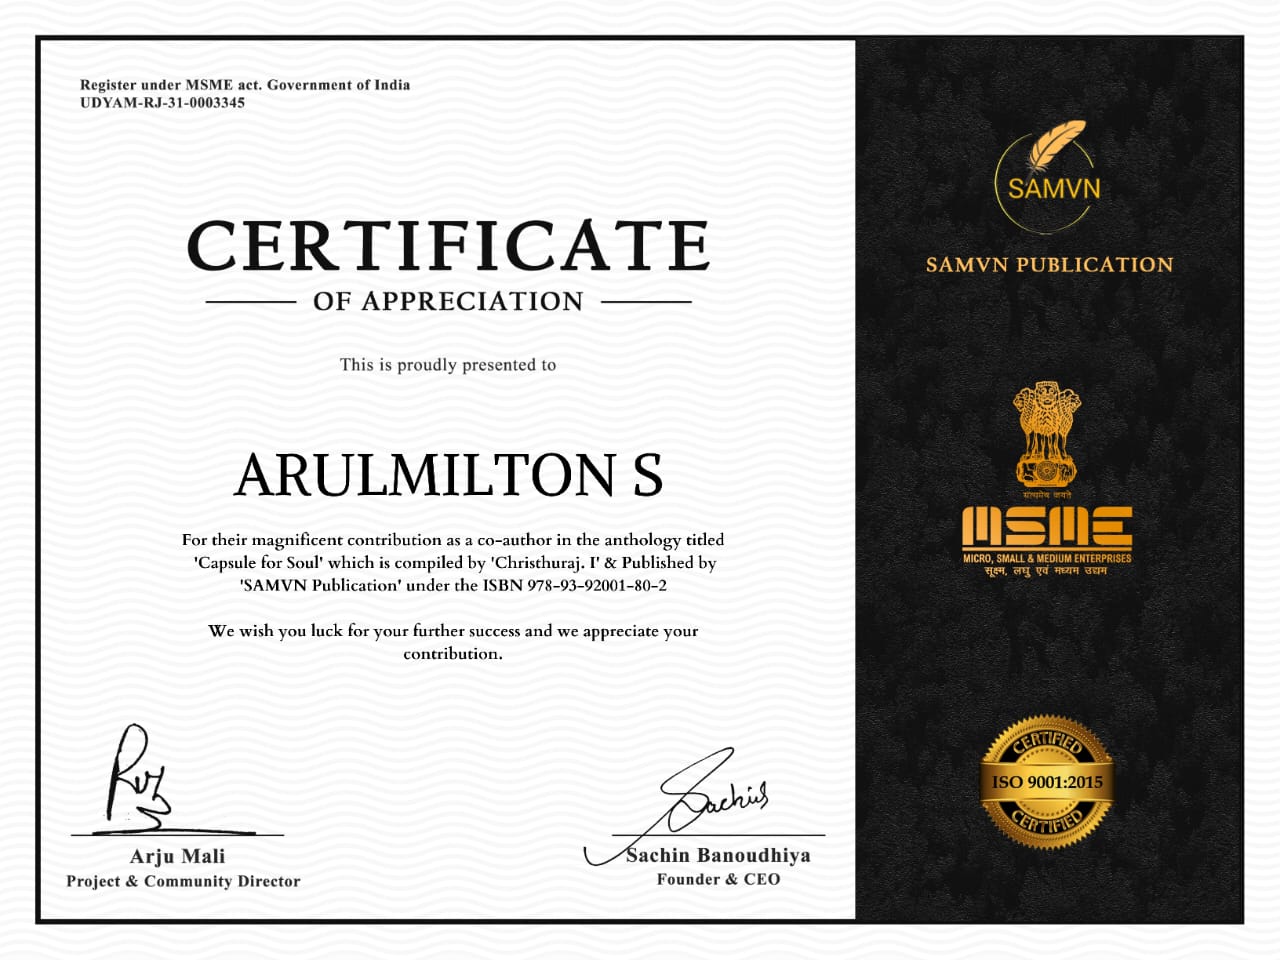 Register under MSME act. Government of India
UDYAM-RJ-31-0003345
CERTIFICATE
OF APPRECIATION
This is proudly presented to
ARULMILTON S
For their magnificent contribution as a co-author in the anthology titled
'Capsule for Soul' which is compiled by 'Christhuraj. I' & Published by
'SAMVN Publication' under the ISBN 978-93-92001-80-2
We wish you luck for your further success and we appreciate your
contribution.
Arju Mali
Project & Community Director
Sachin
Sachin Banoudhiya
Founder & CEO
SAMVN
SAMVN PUBLICATION
सत्यमेव जयते
MSME
MICRO, SMALL & MEDIUM ENTERPRISES
सूक्ष्म, लघु एवं मध्यम उद्यम
CERTIFIED
ISO 9001:2015
CERTIFIED